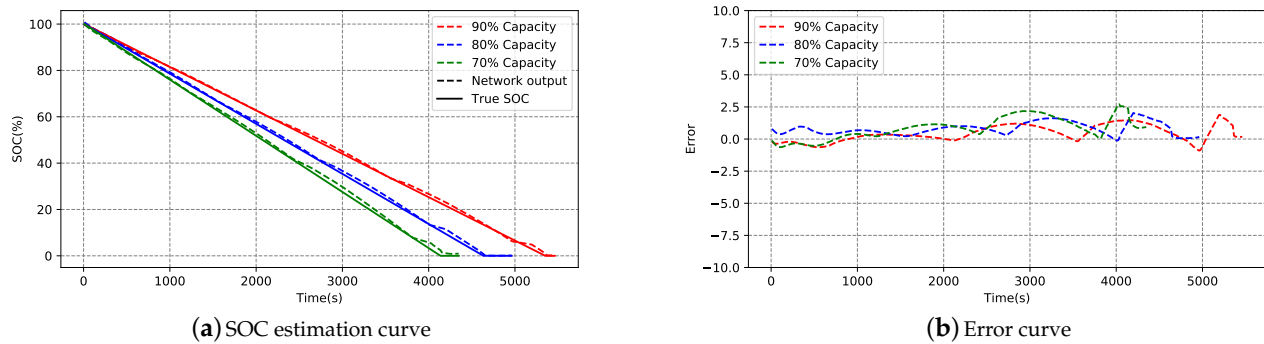 100
80
60
40
20
0
SOC(%)
0
1000
2000
3000
4000
5000
Time(s)
90% Capacity
80% Capacity
70% Capacity
Network output
True SOC
(a) SOC estimation curve
10.0
7.5
5.0
2.5
0.0
−2.5
−5.0
−7.5
−10.0
Error
0
1000
2000
3000
4000
5000
Time(s)
90% Capacity
80% Capacity
70% Capacity
(b) Error curve